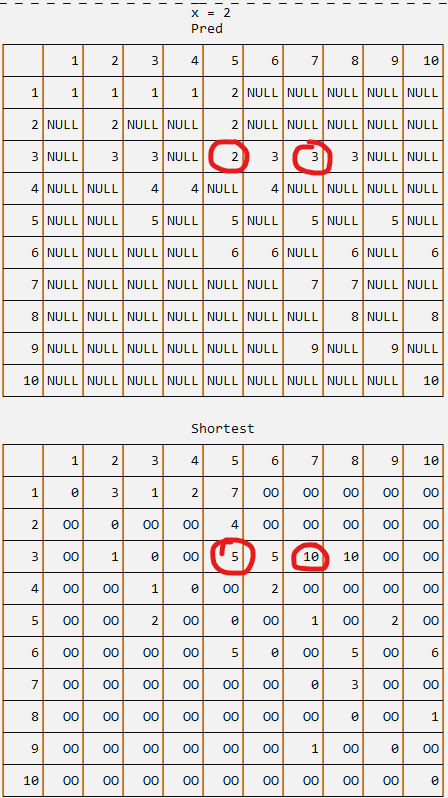 x = 2
Pred
1 2 3 4 5 6 7 8 9 10
1 1 1 1 1 2 NULL NULL NULL NULL NULL
2 NULL 2 NULL NULL 2 NULL NULL NULL NULL NULL
3 NULL 3 3 NULL 2 3 3 3 NULL NULL
4 NULL NULL 4 4 NULL 4 NULL NULL NULL NULL
5 NULL NULL 5 NULL 5 NULL 5 NULL 5 NULL
6 NULL NULL NULL NULL 6 6 NULL 6 NULL 6
7 NULL NULL NULL NULL NULL NULL 7 7 NULL NULL
8 NULL NULL NULL NULL NULL NULL NULL 8 NULL 8
9 NULL NULL NULL NULL NULL NULL 9 NULL 9 NULL
10 NULL NULL NULL NULL NULL NULL NULL NULL NULL 10
Shortest
1 2 3 4 5 6 7 8 9 10
1 0 3 1 2 7 OO OO OO OO OO
2 OO 0 OO OO 4 OO OO OO OO OO
3 OO 1 0 OO 5 5 10 10 OO OO
4 OO OO 1 0 OO 2 OO OO OO OO
5 OO OO 2 OO 0 OO 1 OO 2 OO
6 OO OO OO OO 5 0 OO 5 OO 6
7 OO OO OO OO OO OO 0 3 OO OO
8 OO OO OO OO OO OO OO 0 OO 1
9 OO OO OO OO OO OO 1 OO 0 OO
10 OO OO OO OO OO OO OO OO OO 0